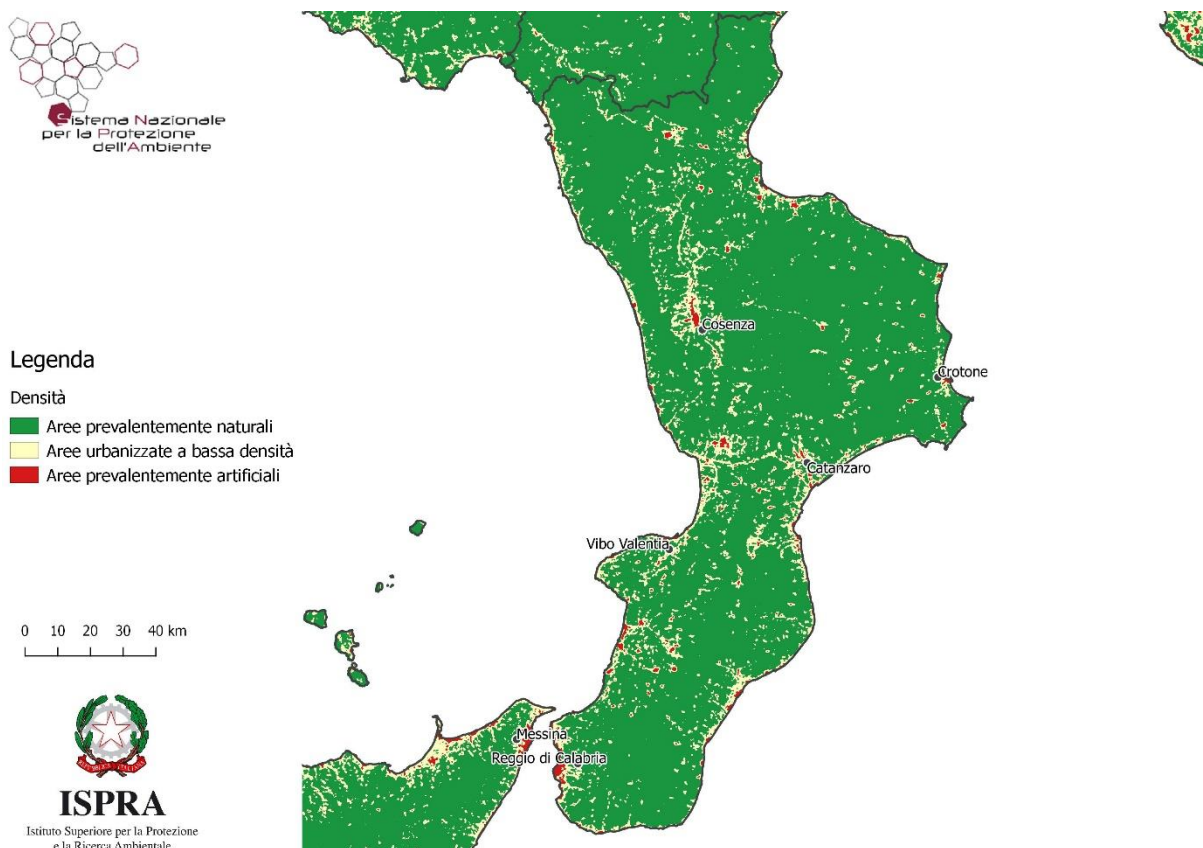 Sistema Nazionale
per la Protezione
dell'Ambiente
Legenda
Densità
Aree prevalentemente naturali
Aree urbanizzate a bassa densità
Aree prevalentemente artificiali
0 10 20 30 40 km
ISPRA
Istituto Superiore per la Protezione
e la Ricerca Ambientale
Cosenza
Crotone
Catanzaro
Vibo Valentia
Messina
Reggio di Calabria